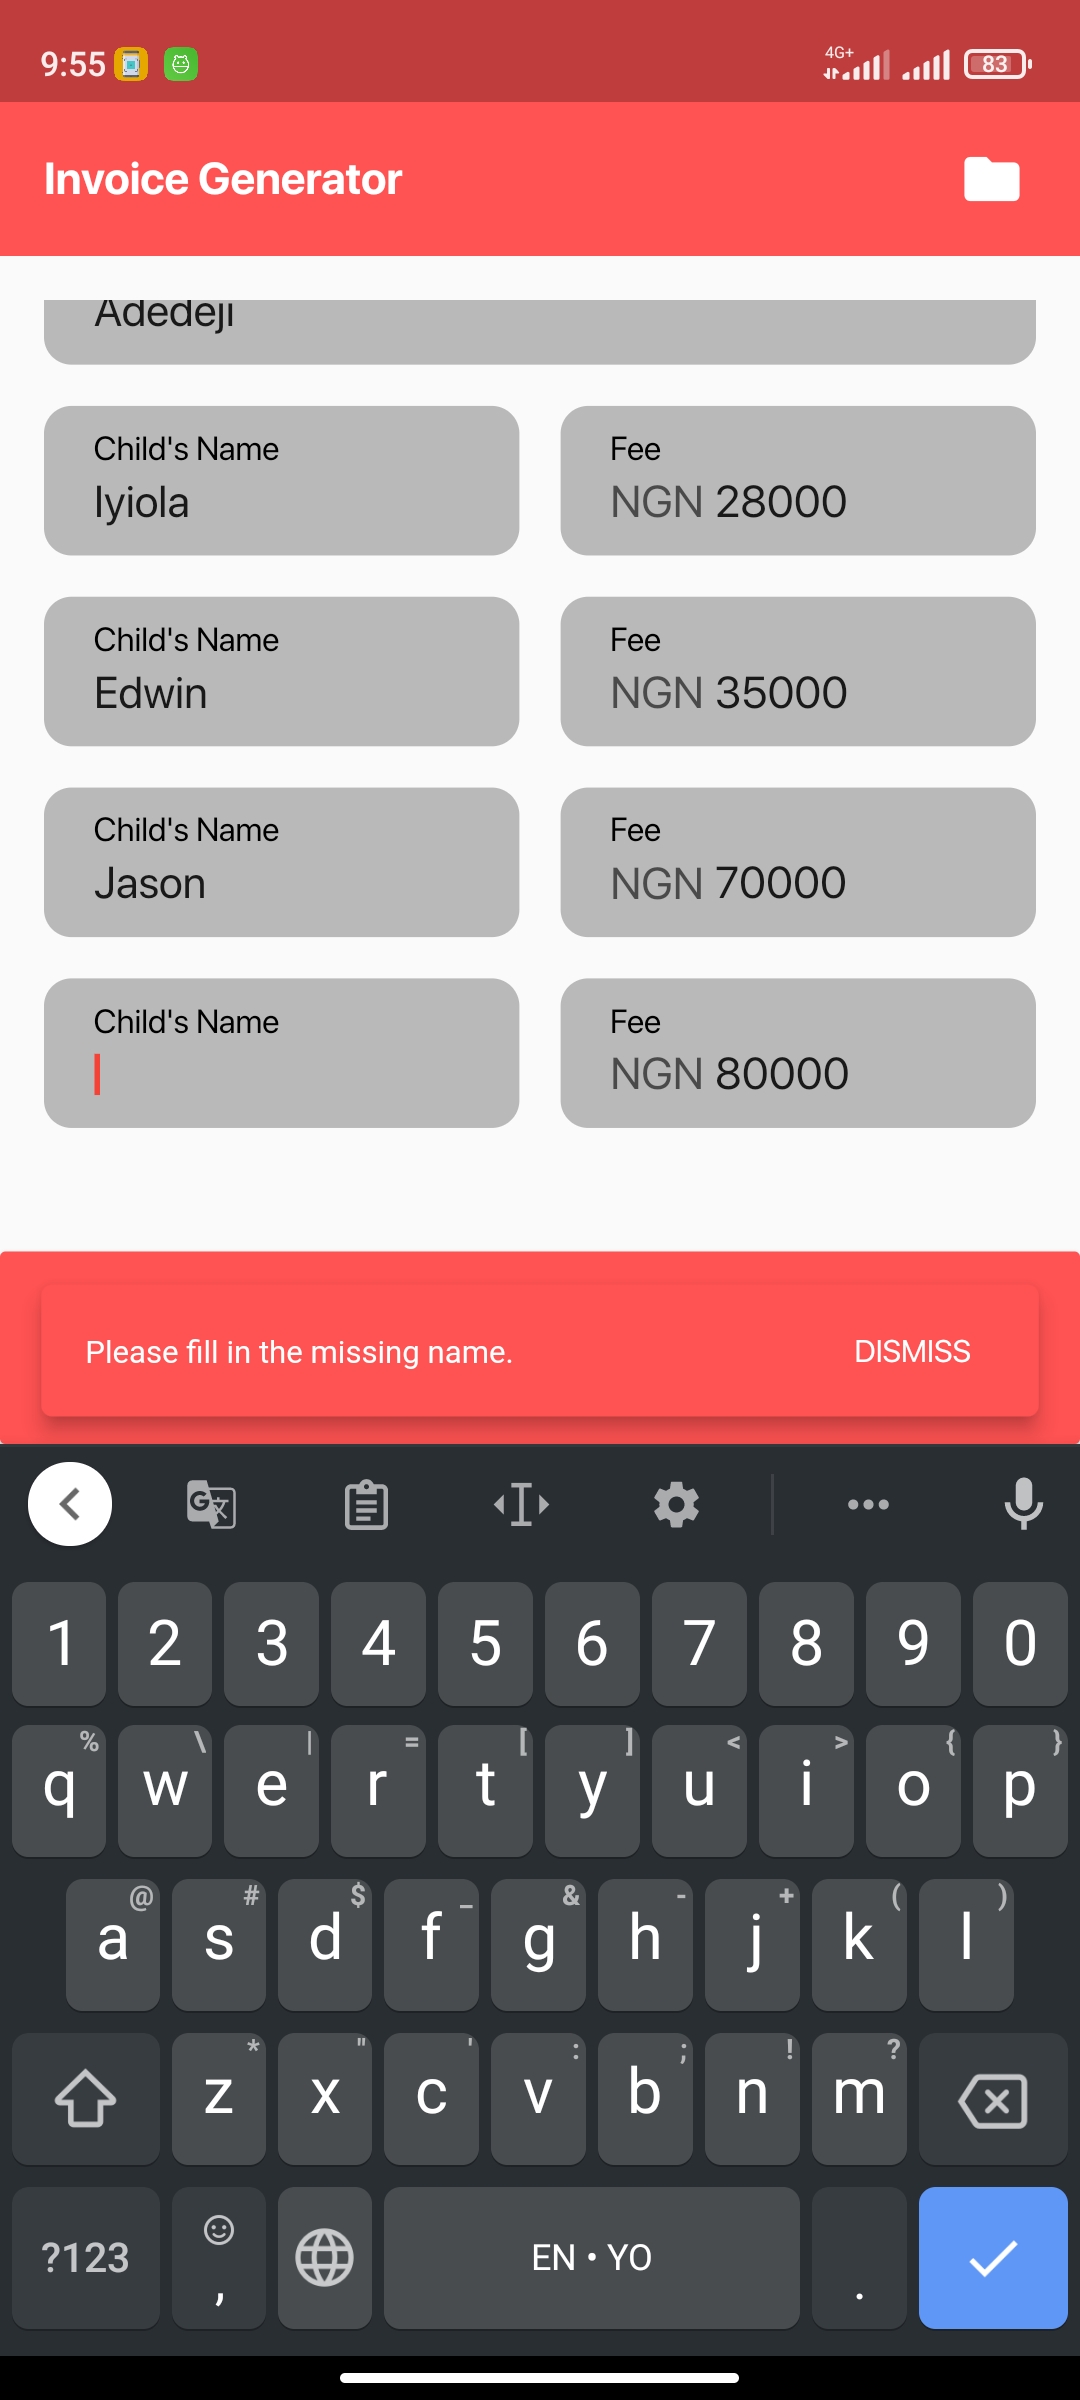 9:55
4G+
83
Invoice Generator
Adedeji
Child's Name
Iyiola
Fee
NGN 28000
Child's Name
Edwin
Fee
NGN 35000
Child's Name
Jason
Fee
NGN 70000
Child's Name
Fee
NGN 80000
Please fill in the missing name.
DISMISS
1 2 3 4 5 6 7 8 9 0
% \ | = [ ] < > { }
q w e r t y u i o p
@ # $ _ & - + ( )
a s d f g h j k l
* " ' : ; ! ?
z x c v b n m
?123 , EN • YO .